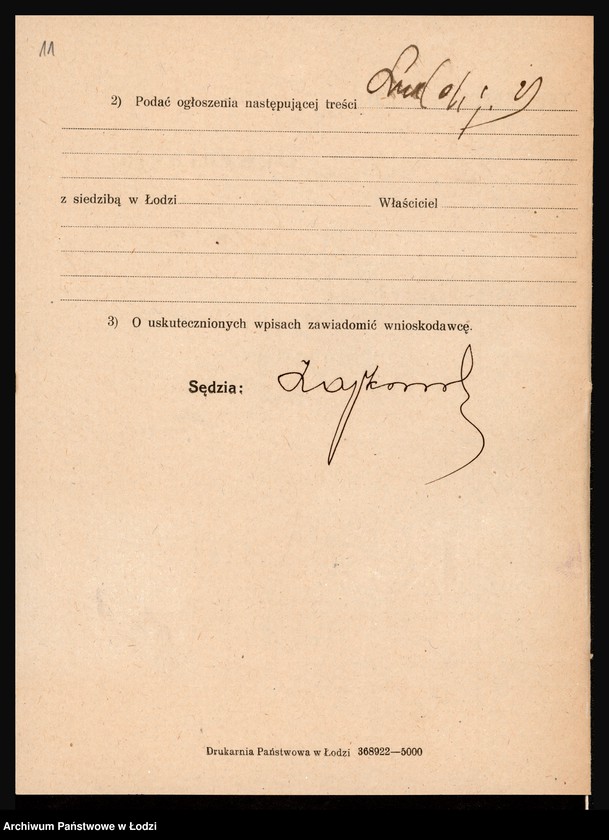 11
2) Podać ogłoszenia następującej treści
z siedzibą w Łodzi Właściciel
3) O uskutecznionych wpisach zawiadomić wnioskodawcę.
Sędzia:
Drukarnia Państwowa w Łodzi 368922—5000
Archiwum Państwowe w Łodzi